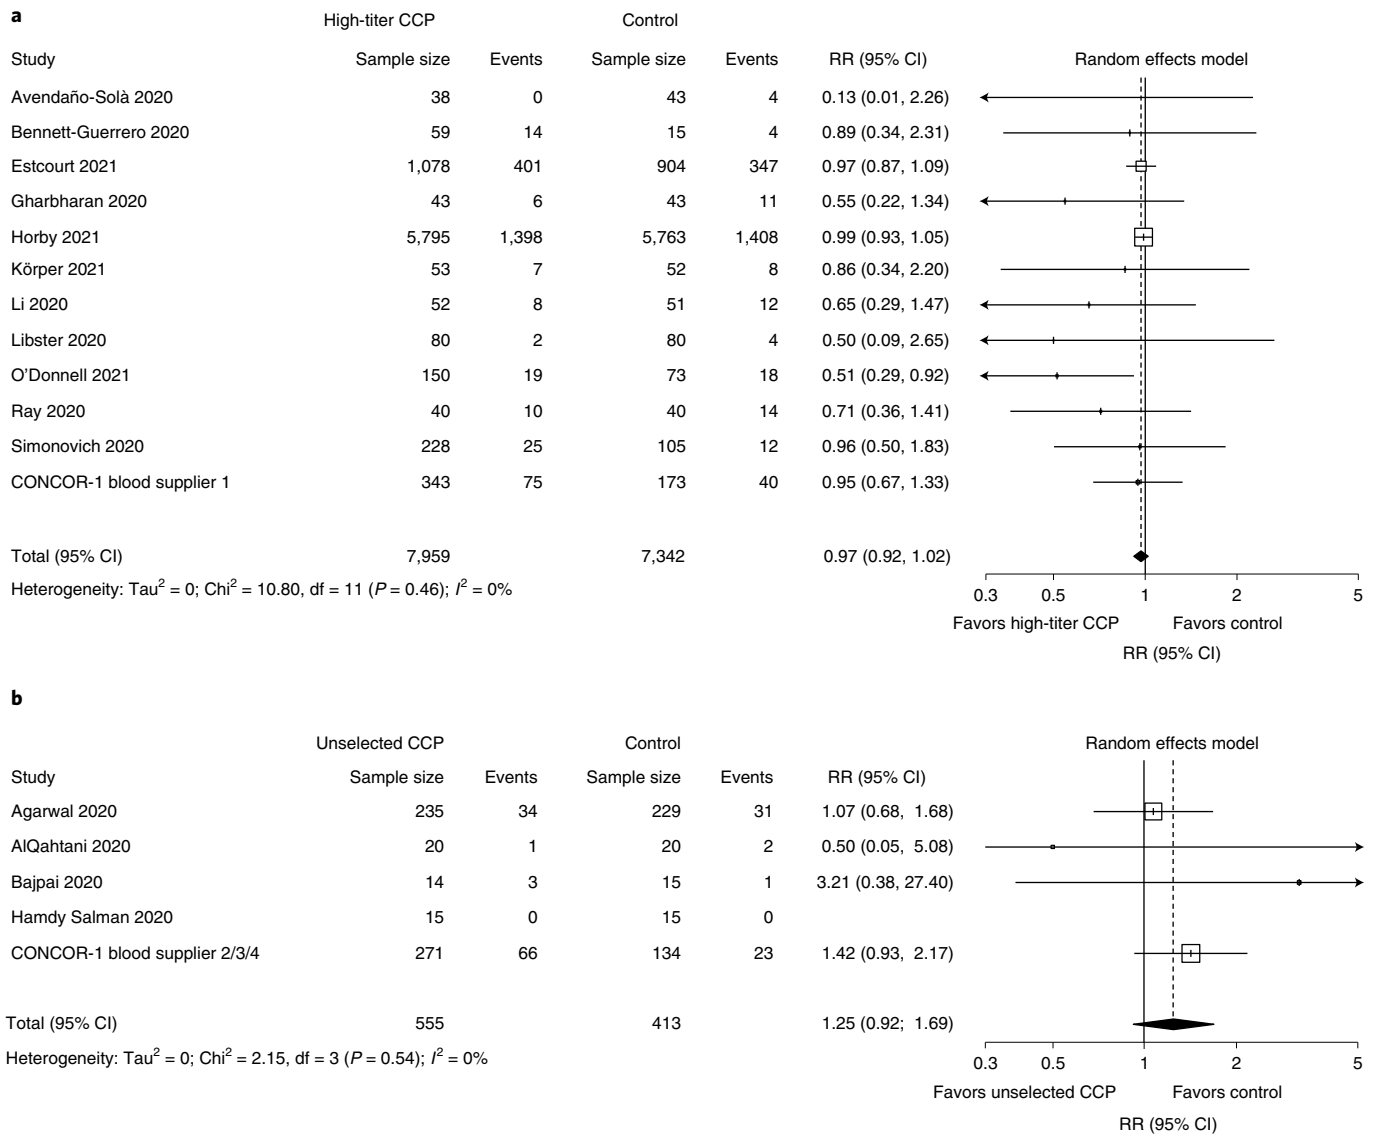 a
High-titer CCP Control
Study Sample size Events Sample size Events RR (95% CI) Random effects model
Avendaño-Solà 2020 38 0 43 4 0.13 (0.01, 2.26)
Bennett-Guerrero 2020 59 14 15 4 0.89 (0.34, 2.31)
Estcourt 2021 1,078 401 904 347 0.97 (0.87, 1.09)
Gharbharan 2020 43 6 43 11 0.55 (0.22, 1.34)
Horby 2021 5,795 1,398 5,763 1,408 0.99 (0.93, 1.05)
Körper 2021 53 7 52 8 0.86 (0.34, 2.20)
Li 2020 52 8 51 12 0.65 (0.29, 1.47)
Libster 2020 80 2 80 4 0.50 (0.09, 2.65)
O'Donnell 2021 150 19 73 18 0.51 (0.29, 0.92)
Ray 2020 40 10 40 14 0.71 (0.36, 1.41)
Simonovich 2020 228 25 105 12 0.96 (0.50, 1.83)
CONCOR-1 blood supplier 1 343 75 173 40 0.95 (0.67, 1.33)
Total (95% CI) 7,959 7,342 0.97 (0.92, 1.02)
Heterogeneity: Tau² = 0; Chi² = 10.80, df = 11 (P = 0.46); I² = 0%
0.3 0.5 1 2 5
Favors high-titer CCP Favors control
RR (95% CI)
b
Unselected CCP Control Random effects model
Study Sample size Events Sample size Events RR (95% CI)
Agarwal 2020 235 34 229 31 1.07 (0.68, 1.68)
AlQahtani 2020 20 1 20 2 0.50 (0.05, 5.08)
Bajpai 2020 14 3 15 1 3.21 (0.38, 27.40)
Hamdy Salman 2020 15 0 15 0
CONCOR-1 blood supplier 2/3/4 271 66 134 23 1.42 (0.93, 2.17)
Total (95% CI) 555 413 1.25 (0.92; 1.69)
Heterogeneity: Tau² = 0; Chi² = 2.15, df = 3 (P = 0.54); I² = 0%
0.3 0.5 1 2 5
Favors unselected CCP Favors control
RR (95% CI)